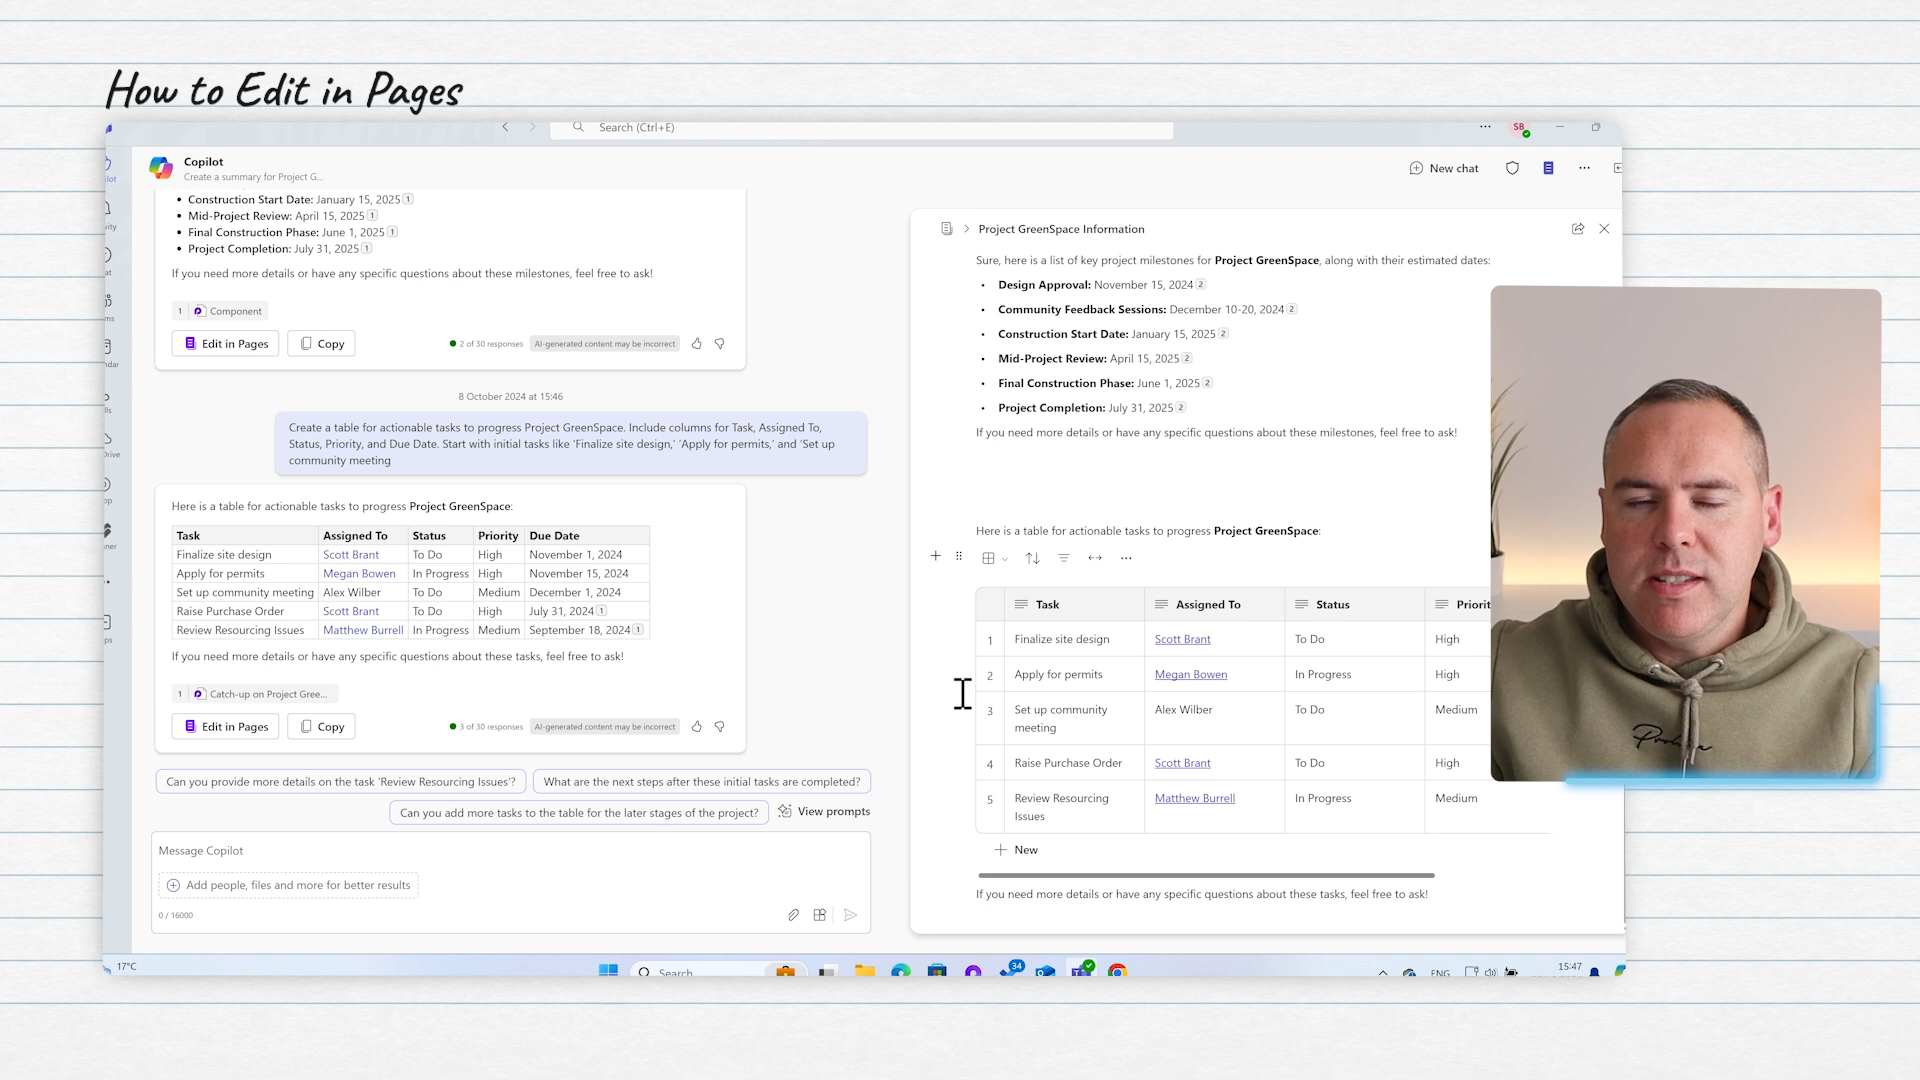 How to Edit in Pages
Search (Ctrl+E)
SB
Copilot
Create a summary for Project G...
New chat
Construction Start Date: January 15, 2025 1
Mid-Project Review: April 15, 2025 1
Final Construction Phase: June 1, 2025 1
Project Completion: July 31, 2025 1
If you need more details or have any specific questions about these milestones, feel free to ask!
1 Component
Edit in Pages
Copy
2 of 30 responses
AI-generated content may be incorrect
8 October 2024 at 15:46
Create a table for actionable tasks to progress Project GreenSpace. Include columns for Task, Assigned To,
Status, Priority, and Due Date. Start with initial tasks like 'Finalize site design,' 'Apply for permits,' and 'Set up
community meeting
Here is a table for actionable tasks to progress Project GreenSpace:
Task Assigned To Status Priority Due Date
Finalize site design Scott Brant To Do High November 1, 2024
Apply for permits Megan Bowen In Progress High November 15, 2024
Set up community meeting Alex Wilber To Do Medium December 1, 2024
Raise Purchase Order Scott Brant To Do High July 31, 2024 1
Review Resourcing Issues Matthew Burrell In Progress Medium September 18, 2024 1
If you need more details or have any specific questions about these tasks, feel free to ask!
1 Catch-up on Project Gree...
Edit in Pages
Copy
3 of 30 responses
AI-generated content may be incorrect
Can you provide more details on the task 'Review Resourcing Issues'?
What are the next steps after these initial tasks are completed?
Can you add more tasks to the table for the later stages of the project?
View prompts
Message Copilot
Add people, files and more for better results
0 / 16000
Project GreenSpace Information
Sure, here is a list of key project milestones for Project GreenSpace, along with their estimated dates:
Design Approval: November 15, 2024 2
Community Feedback Sessions: December 10-20, 2024 2
Construction Start Date: January 15, 2025 2
Mid-Project Review: April 15, 2025 2
Final Construction Phase: June 1, 2025 2
Project Completion: July 31, 2025 2
If you need more details or have any specific questions about these milestones, feel free to ask!
Here is a table for actionable tasks to progress Project GreenSpace:
Task Assigned To Status Priorit
1 Finalize site design Scott Brant To Do High
2 Apply for permits Megan Bowen In Progress High
3 Set up community Alex Wilber To Do Medium
meeting
4 Raise Purchase Order Scott Brant To Do High
5 Review Resourcing Matthew Burrell In Progress Medium
Issues
New
If you need more details or have any specific questions about these tasks, feel free to ask!
17°C
Search
34
ENG
15:47